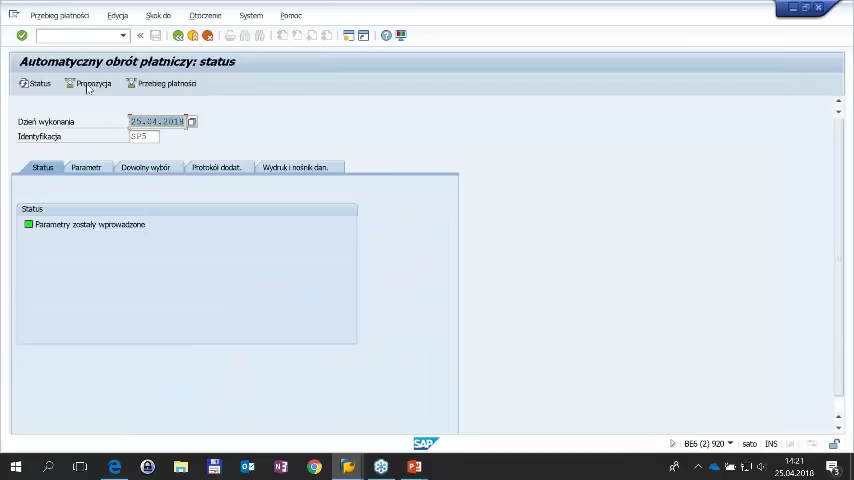 Przebieg płatności Edycja Skok do Otoczenie System Pomoc
Automatyczny obrót płatniczy: status
Status Propozycja Przebieg płatności
Dzień wykonania 25.04.2018
Identyfikacja SP5
Status Parametr Dowolny wybór Protokół dodat. Wydruk i nośnik dan.
Status
Parametry zostały wprowadzone
SAP
BE6 (2) 920 sato INS
14:21
25.04.2018